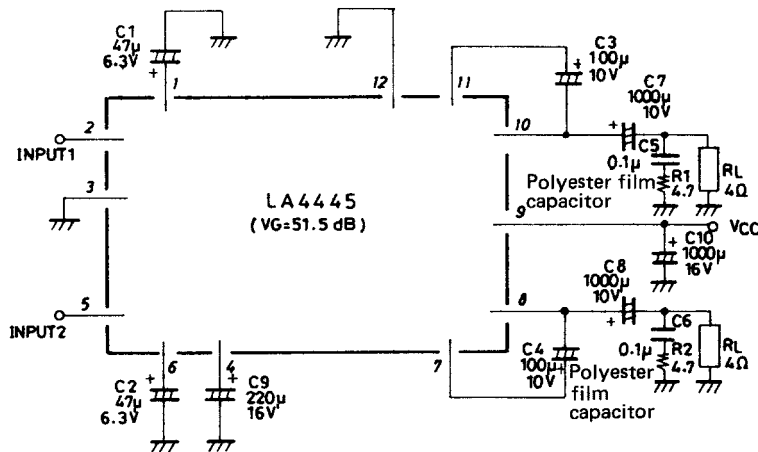 C1
47μ
6.3V
+
1
12
11
+
C3
100μ
10V
C7
1000μ
10V
2
INPUT1
10
+
C5
0.1μ
R1
4.7
RL
4Ω
Polyester film
capacitor
3
LA4445
(VG=51.5 dB)
9
VCC
+
C10
1000μ
16V
C8
1000μ
10V
5
INPUT2
8
+
C6
0.1μ
R2
4.7
RL
4Ω
6
4
7
C4
100μ
10V
+
Polyester
film
capacitor
+
C2
47μ
6.3V
+
C9
220μ
16V